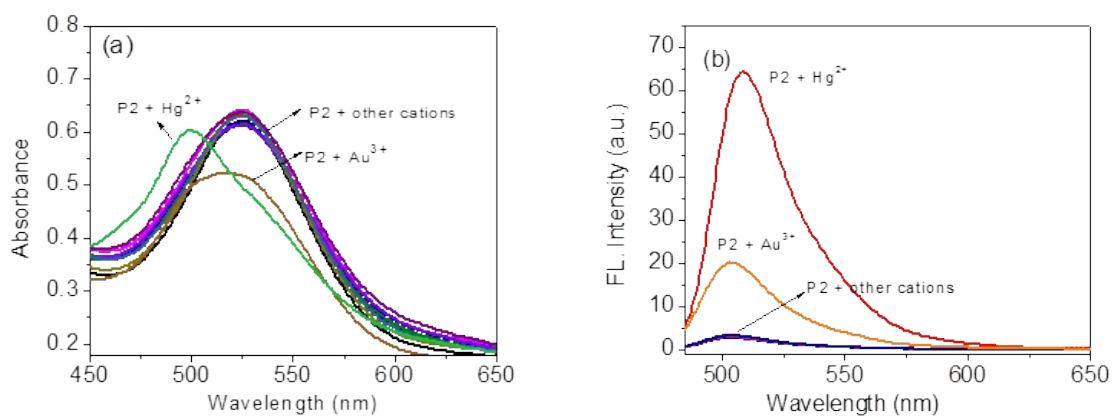 (a)
0.8
0.7
0.6
0.5
0.4
0.3
0.2
Absorbance
P2 + Hg²⁺
P2 + other cations
P2 + Au³⁺
450 500 550 600 650
Wavelength (nm)
(b)
70
60
50
40
30
20
10
0
FL. Intensity (a.u.)
P2 + Hg²⁺
P2 + Au³⁺
P2 + other cations
500 550 600 650
Wavelength (nm)